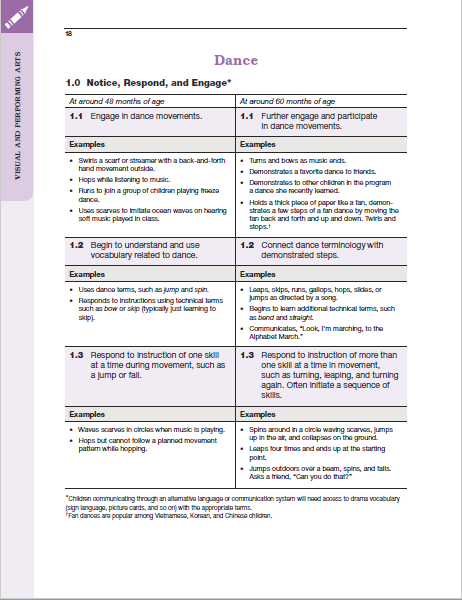 18
VISUAL AND PERFORMING ARTS
Dance
1.0 Notice, Respond, and Engage*
At around 48 months of age
At around 60 months of age
1.1 Engage in dance movements.
1.1 Further engage and participate
in dance movements.
Examples
Examples
• Swirls a scarf or streamer with a back-and-forth
hand movement outside.
• Hops while listening to music.
• Runs to join a group of children playing freeze
dance.
• Uses scarves to imitate ocean waves on hearing
soft music played in class.
• Turns and bows as music ends.
• Demonstrates a favorite dance to friends.
• Demonstrates to other children in the program
a dance she recently learned.
• Holds a thick piece of paper like a fan, demon-
strates a few steps of a fan dance by moving the
fan back and forth and up and down. Twirls and
stops.†
1.2 Begin to understand and use
vocabulary related to dance.
1.2 Connect dance terminology with
demonstrated steps.
Examples
Examples
• Uses dance terms, such as jump and spin.
• Responds to instructions using technical terms
such as bow or skip (typically just learning to
skip).
• Leaps, skips, runs, gallops, hops, slides, or
jumps as directed by a song.
• Begins to learn additional technical terms, such
as bend and straight.
• Communicates, “Look, I’m marching, to the
Alphabet March.”
1.3 Respond to instruction of one skill
at a time during movement, such as
a jump or fall.
1.3 Respond to instruction of more than
one skill at a time in movement,
such as turning, leaping, and turning
again. Often initiate a sequence of
skills.
Examples
Examples
• Waves scarves in circles when music is playing.
• Hops but cannot follow a planned movement
pattern while hopping.
• Spins around in a circle waving scarves, jumps
up in the air, and collapses on the ground.
• Leaps four times and ends up at the starting
point.
• Jumps outdoors over a beam, spins, and falls.
Asks a friend, “Can you do that?”
*Children communicating through an alternative language or communication system will need access to drama vocabulary
(sign language, picture cards, and so on) with the appropriate terms.
†Fan dances are popular among Vietnamese, Korean, and Chinese children.